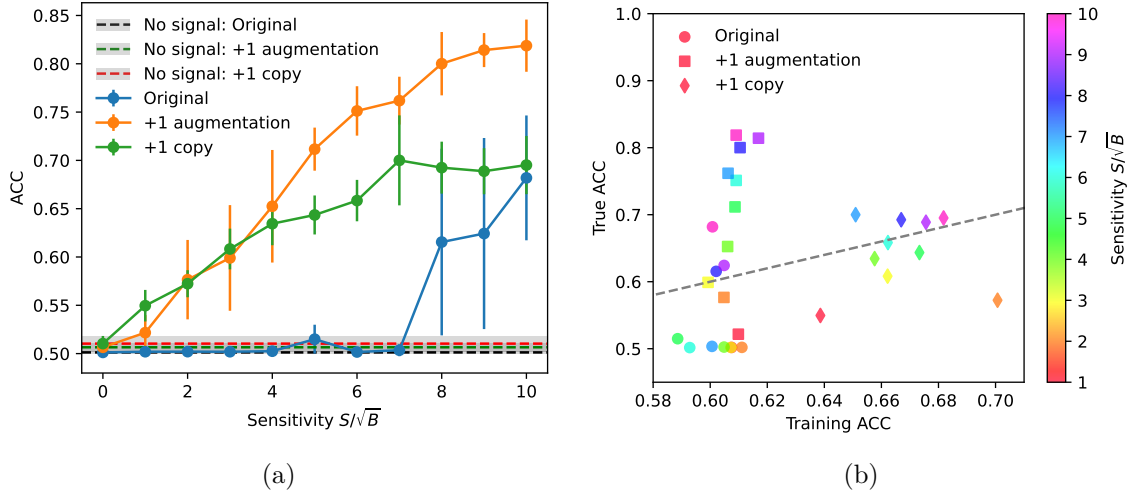 No signal: Original
No signal: +1 augmentation
No signal: +1 copy
Original
+1 augmentation
+1 copy
ACC
0.85
0.80
0.75
0.70
0.65
0.60
0.55
0.50
0
2
4
6
8
10
Sensitivity S/√B
(a)
Original
+1 augmentation
+1 copy
True ACC
1.0
0.9
0.8
0.7
0.6
0.5
0.58
0.60
0.62
0.64
0.66
0.68
0.70
Training ACC
10
9
8
7
6
5
4
3
2
1
Sensitivity S/√B
(b)